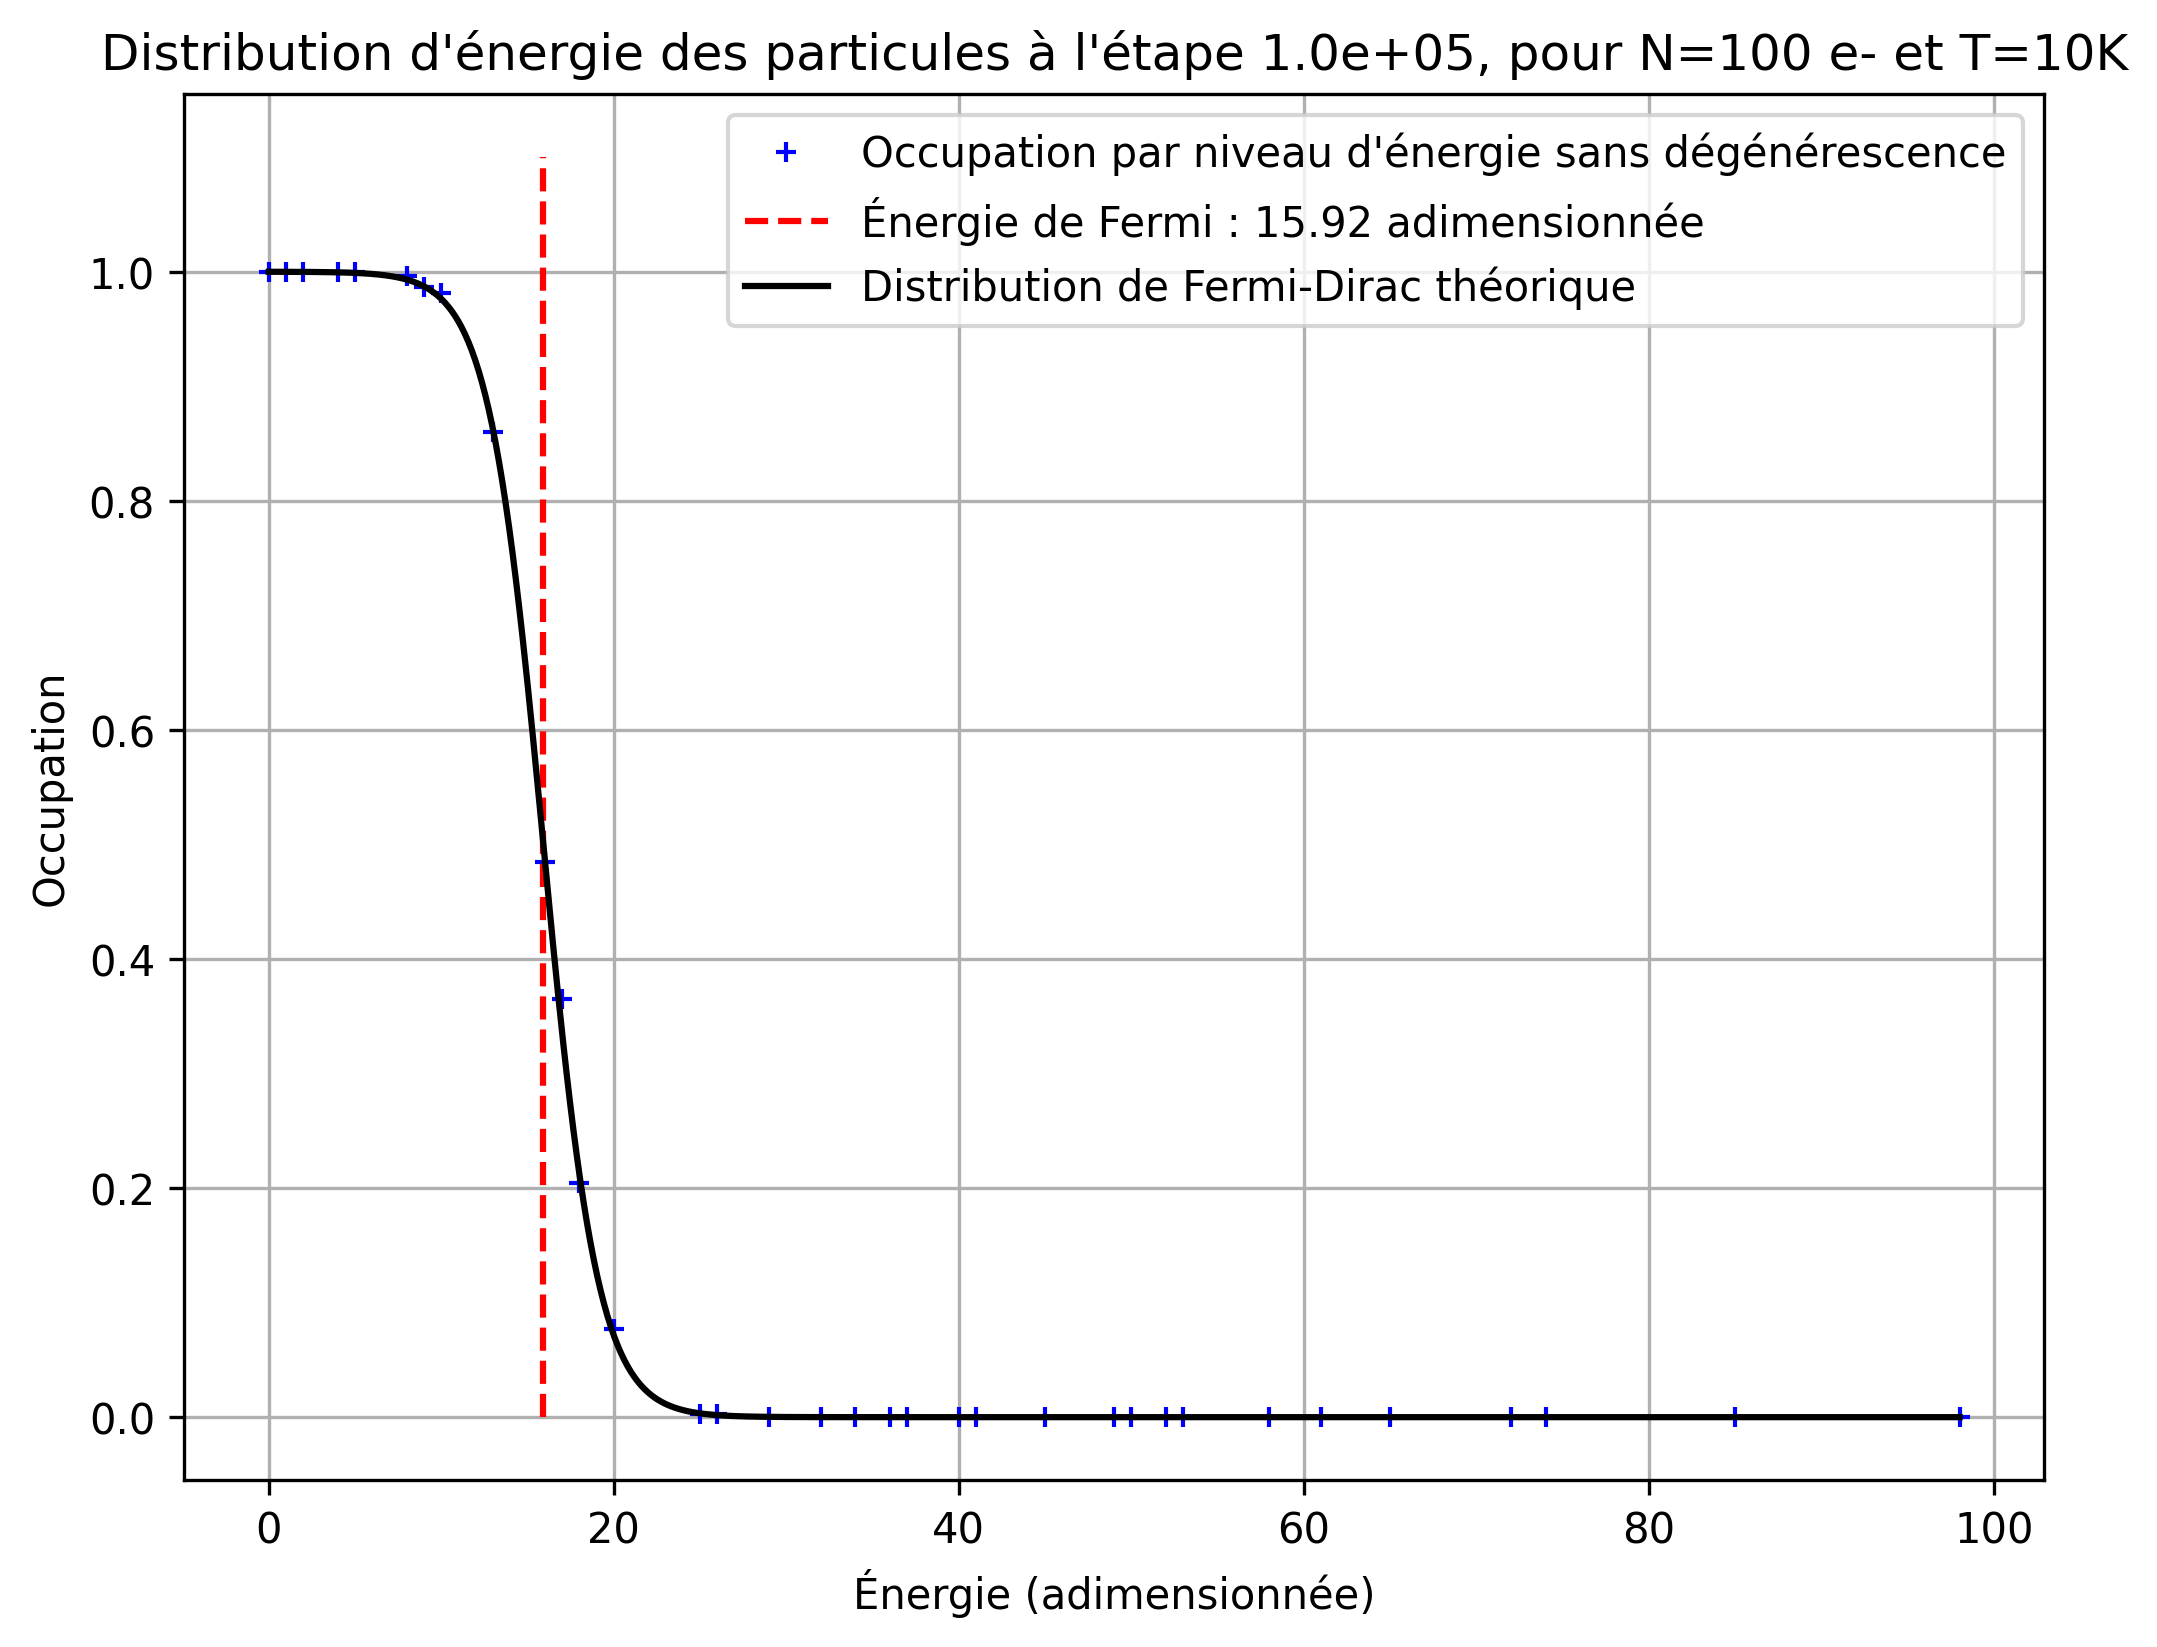 Distribution d'énergie des particules à l'étape 1.0e+05, pour N=100 e- et T=10K
Occupation par niveau d'énergie sans dégénérescence
Énergie de Fermi : 15.92 adimensionnée
Distribution de Fermi-Dirac théorique
1.0
0.8
0.6
0.4
0.2
0.0
Occupation
0 20 40 60 80 100
Énergie (adimensionnée)